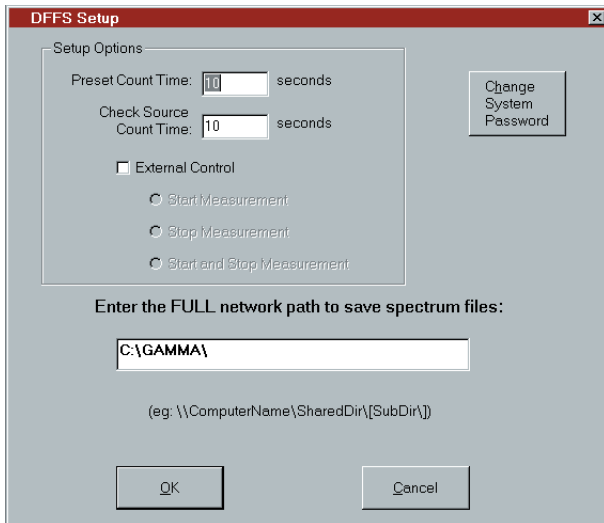 DFFS Setup
Setup Options
Preset Count Time: 10 seconds
Check Source
Count Time: 10 seconds
External Control
Start Measurement
Stop Measurement
Start and Stop Measurement
Change
System
Password
Enter the FULL network path to save spectrum files:
C:\GAMMA\
(eg: \\ComputerName\SharedDir\[SubDir\])
OK
Cancel